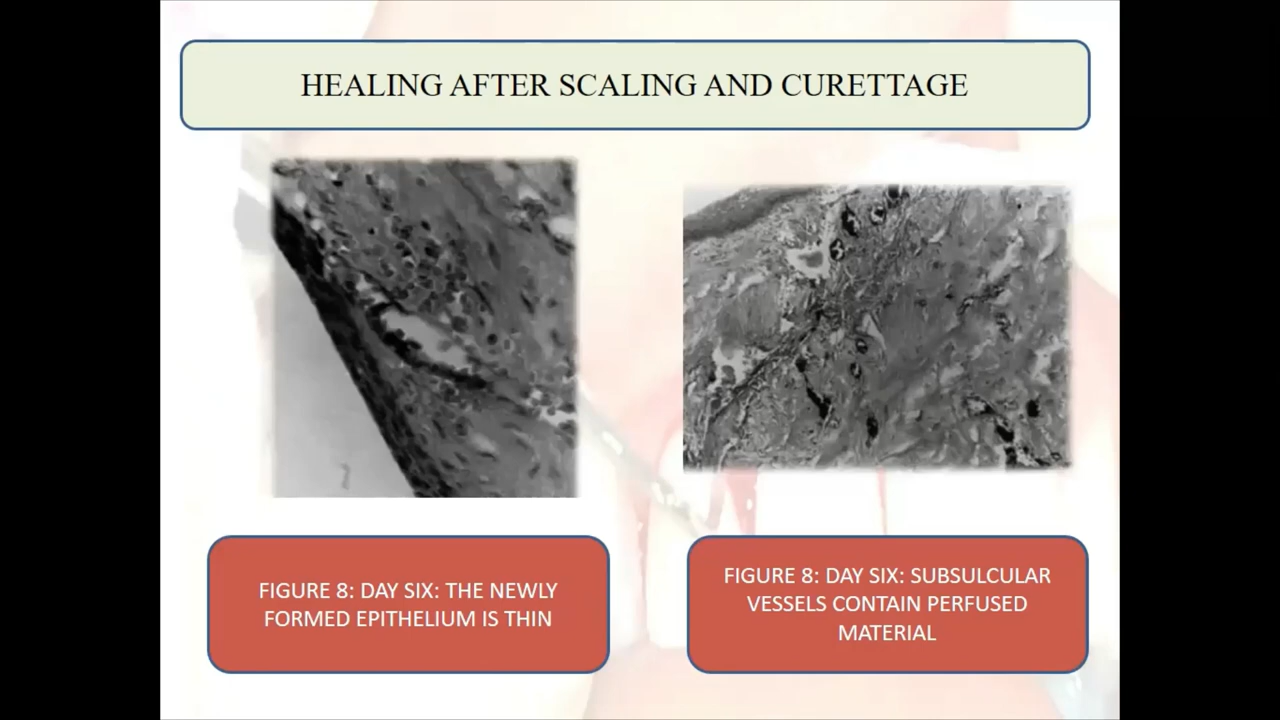 HEALING AFTER SCALING AND CURETTAGE
FIGURE 8: DAY SIX: THE NEWLY
FORMED EPITHELIUM IS THIN
FIGURE 8: DAY SIX: SUBSULCULAR
VESSELS CONTAIN PERFUSED
MATERIAL